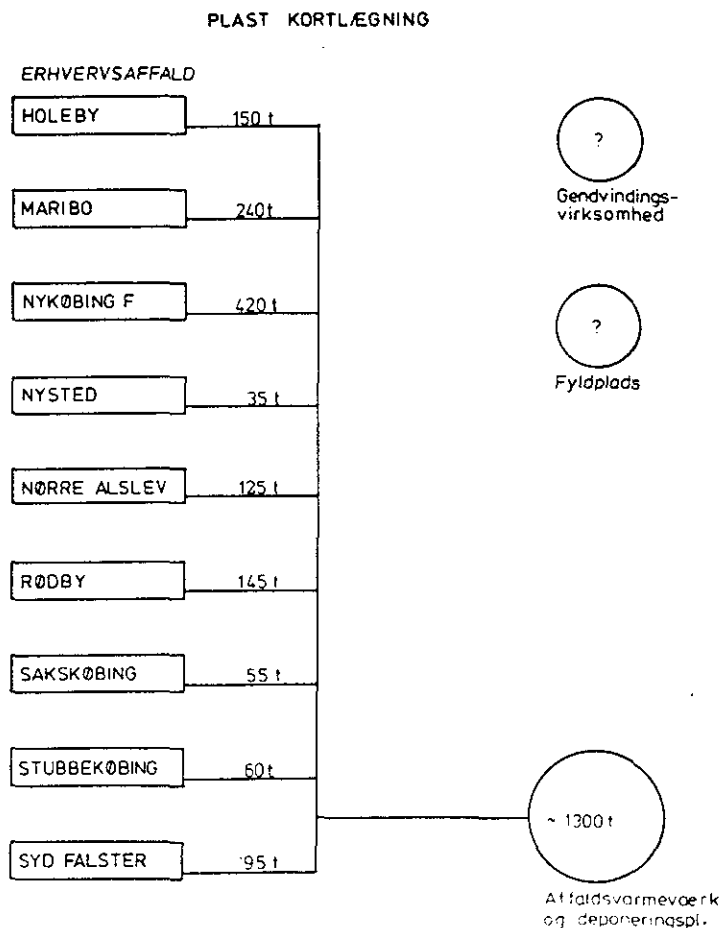 PLAST KORTLÆGNING
ERHVERVSAFFALD
HOLEBY 150 t
?
Gendvindings-
virksomhed
MARIBO 240 t
NYKØBING F 420 t
?
Fyldplads
NYSTED 35 t
NØRRE ALSLEV 125 t
RØDBY 145 t
SAKSKØBING 55 t
STUBBEKØBING 60 t
~ 1300 t
SYD FALSTER 95 t
Affaldsvarmeværk
og deponeringspl.